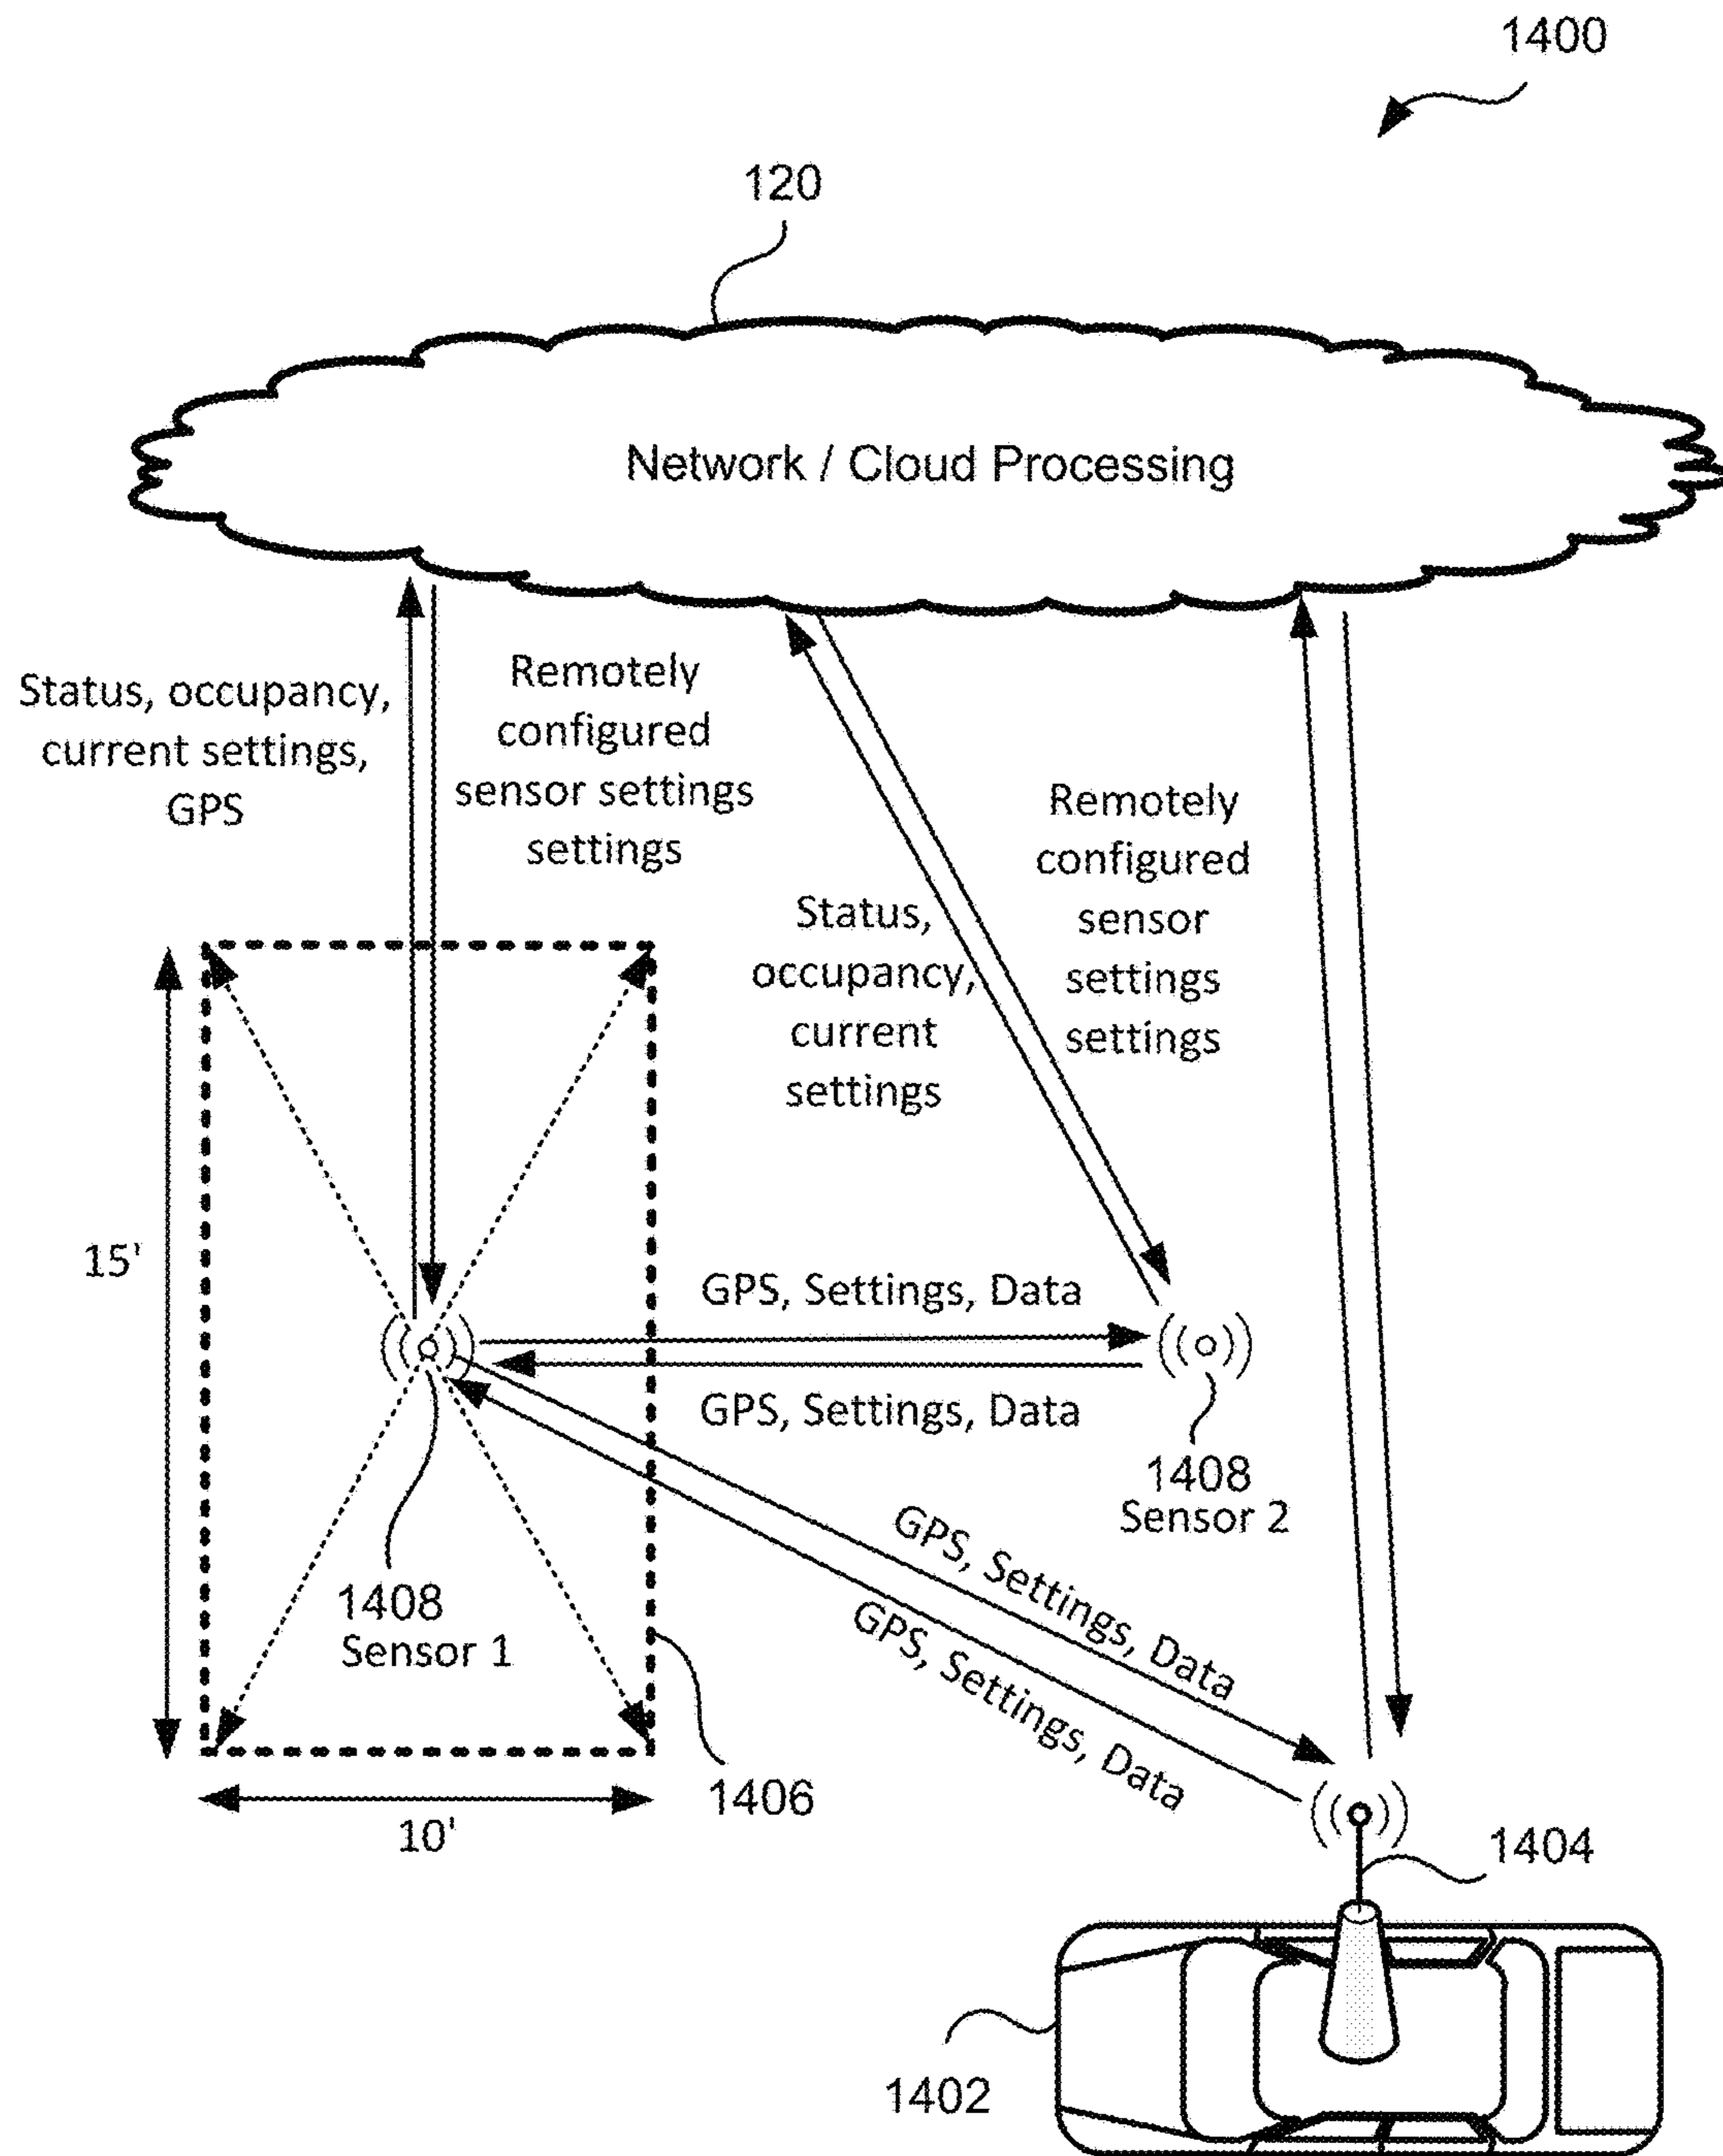 1400
120
Network / Cloud Processing
Status, occupancy,
current settings,
GPS
Remotely
configured
sensor settings
settings
Remotely
configured
sensor
settings
settings
Status,
occupancy,
current
settings
15'
GPS, Settings, Data
GPS, Settings, Data
1408
Sensor 2
1408
Sensor 1
GPS, Settings, Data
GPS, Settings, Data
1406
10'
1404
1402